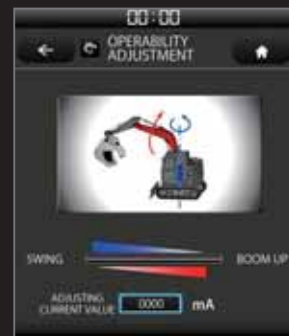 00:00
OPERABILITY
ADJUSTMENT
SWING
BOOM UP
ADJUSTING
CURRENT VALUE 0000 mA